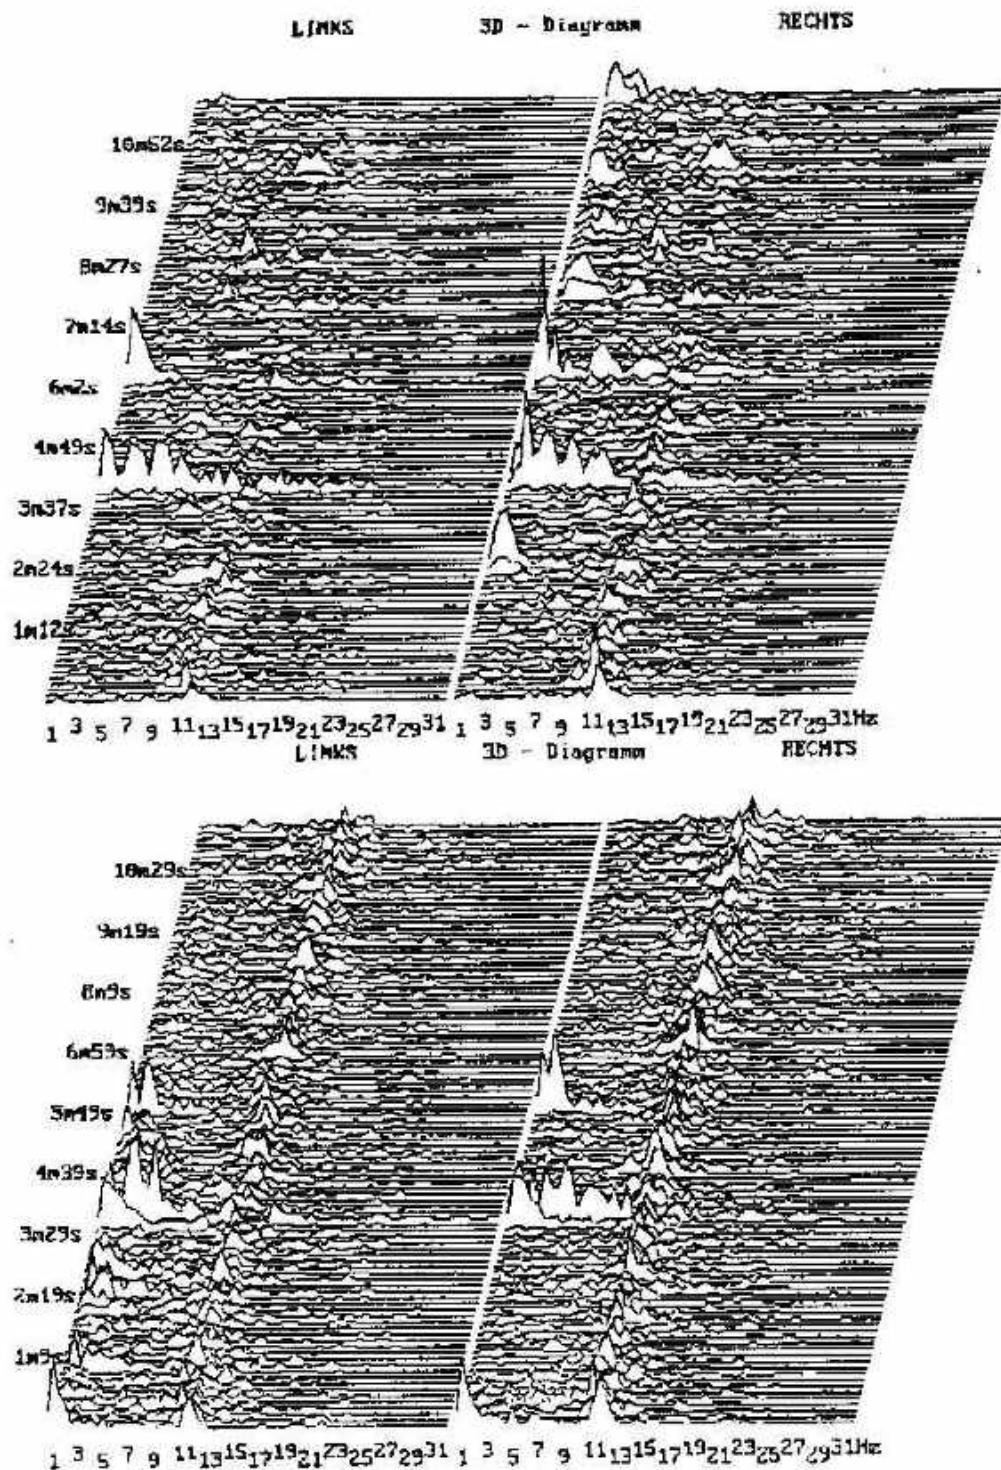 LINKS 3D - Diagramm RECHTS
10m52s
9m39s
8m27s
7m14s
6m2s
4m49s
3m37s
2m24s
1m12s
1 3 5 7 9 11 13 15 17 19 21 23 25 27 29 31 1 3 5 7 9 11 13 15 17 19 21 23 25 27 29 31Hz
LINKS 3D - Diagramm RECHTS
10m29s
9m19s
8m9s
6m59s
5m49s
4m39s
3m29s
2m19s
1m9s
1 3 5 7 9 11 13 15 17 19 21 23 25 27 29 31 1 3 5 7 9 11 13 15 17 19 21 23 25 27 29 31Hz